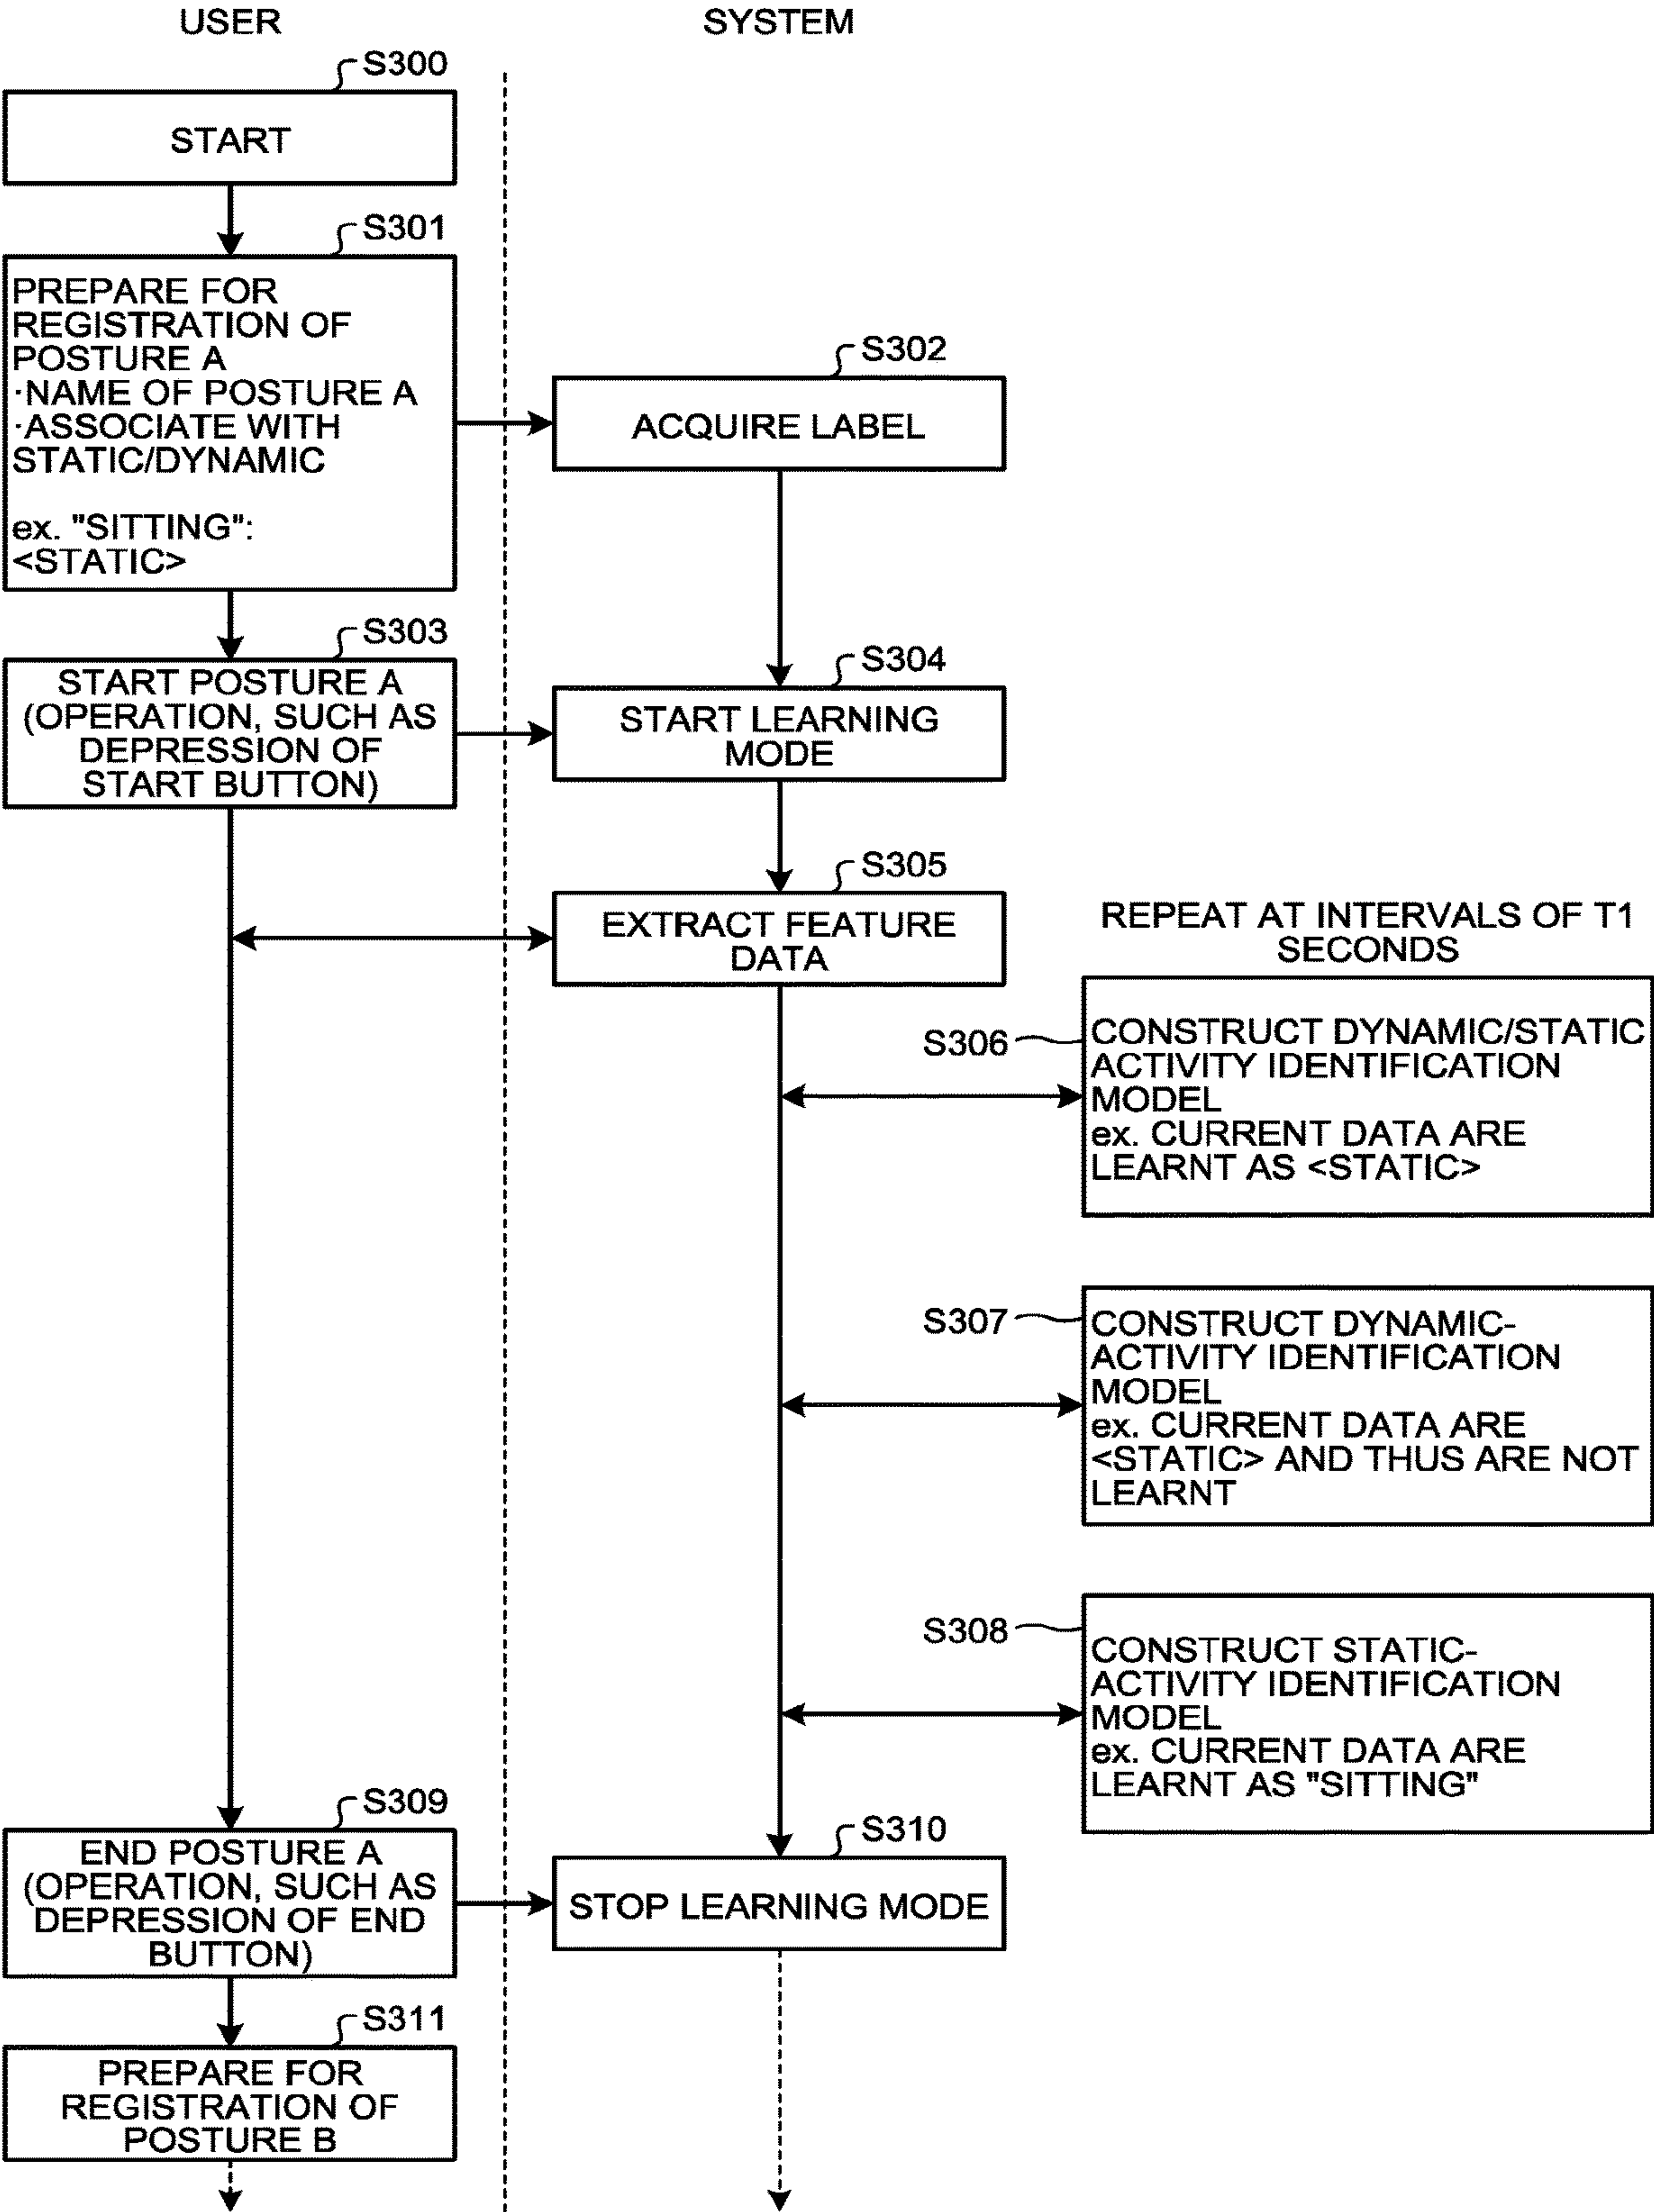 USER
SYSTEM
S300
START
S301
PREPARE FOR
REGISTRATION OF
POSTURE A
·NAME OF POSTURE A
·ASSOCIATE WITH
STATIC/DYNAMIC
ex. "SITTING":
<STATIC>
S302
ACQUIRE LABEL
S303
START POSTURE A
(OPERATION, SUCH AS
DEPRESSION OF
START BUTTON)
S304
START LEARNING
MODE
S305
EXTRACT FEATURE
DATA
REPEAT AT INTERVALS OF T1
SECONDS
S306
CONSTRUCT DYNAMIC/STATIC
ACTIVITY IDENTIFICATION
MODEL
ex. CURRENT DATA ARE
LEARNT AS <STATIC>
S307
CONSTRUCT DYNAMIC-
ACTIVITY IDENTIFICATION
MODEL
ex. CURRENT DATA ARE
<STATIC> AND THUS ARE NOT
LEARNT
S308
CONSTRUCT STATIC-
ACTIVITY IDENTIFICATION
MODEL
ex. CURRENT DATA ARE
LEARNT AS "SITTING"
S309
END POSTURE A
(OPERATION, SUCH AS
DEPRESSION OF END
BUTTON)
S310
STOP LEARNING MODE
S311
PREPARE FOR
REGISTRATION OF
POSTURE B